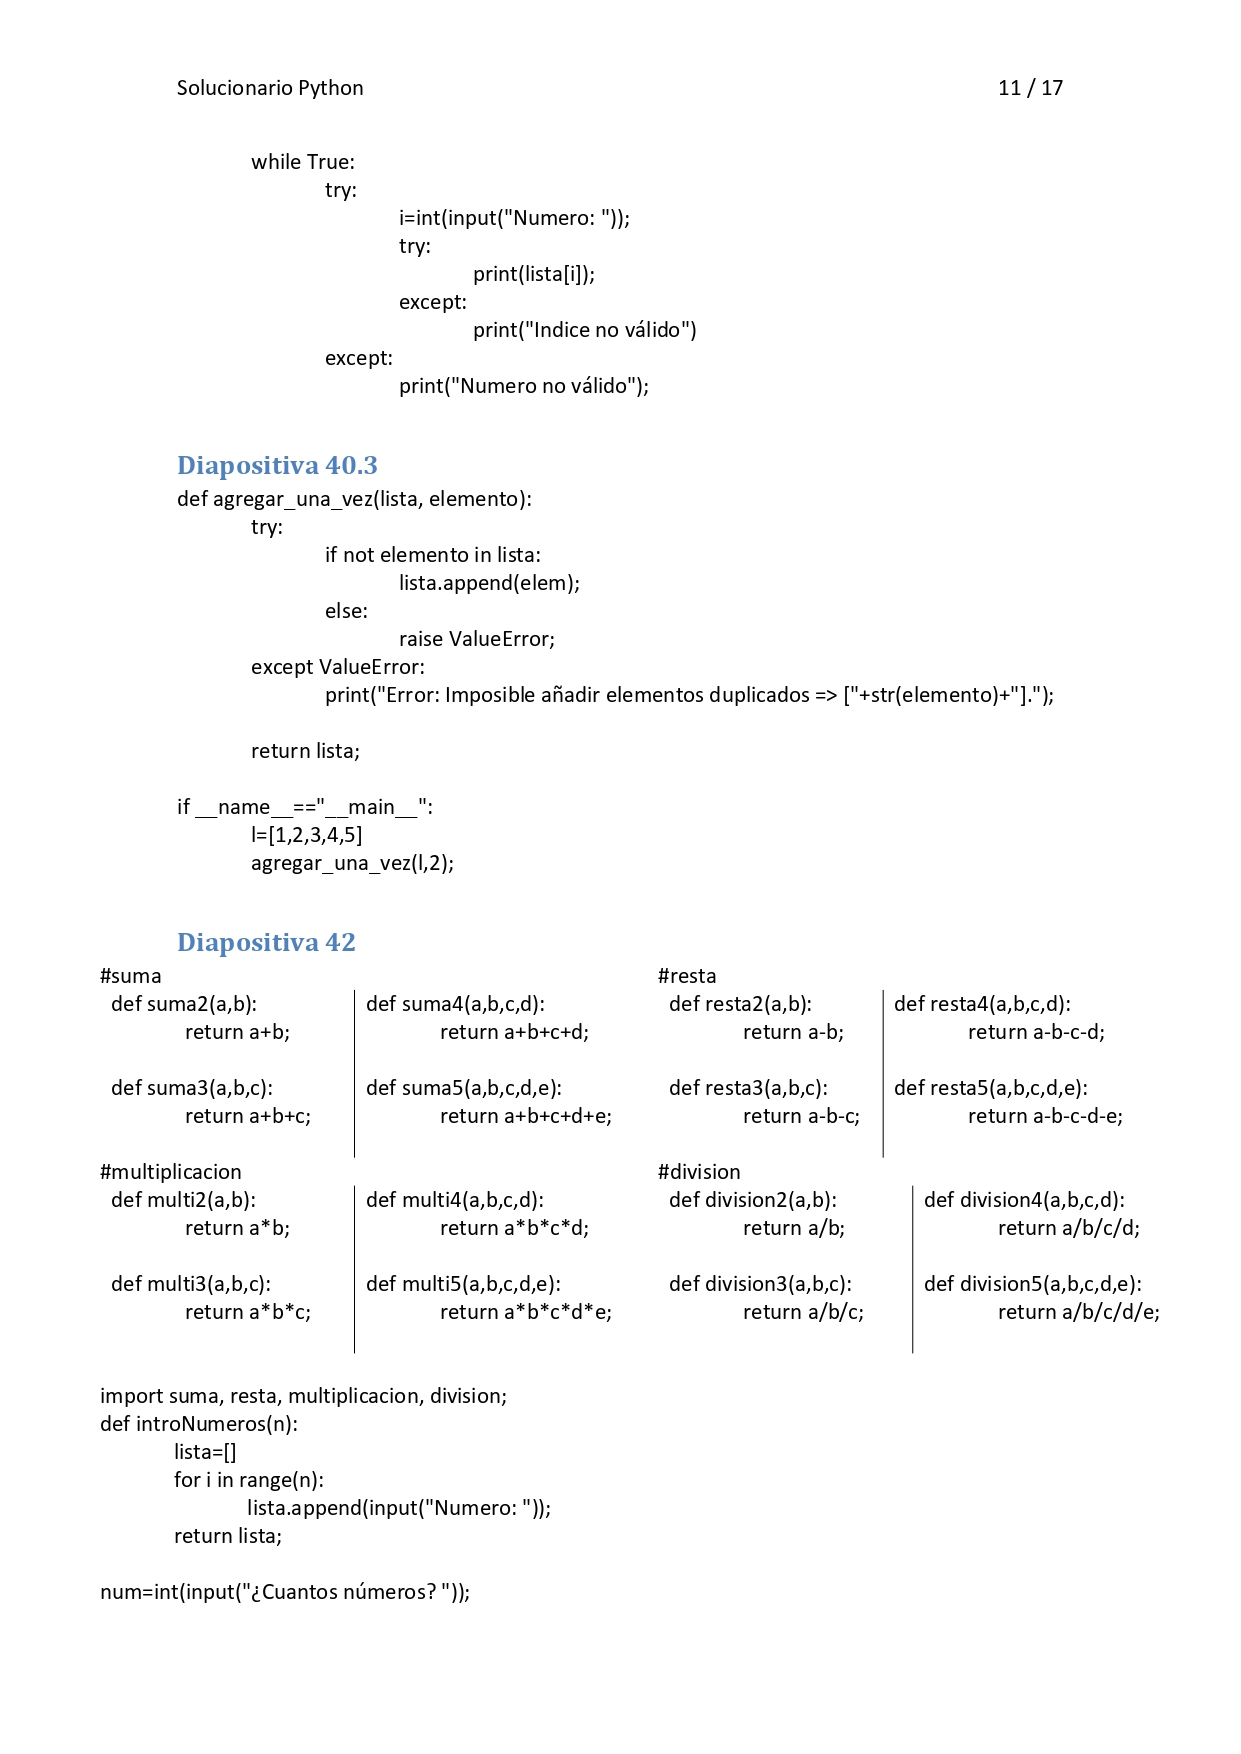 Solucionario Python 11 / 17
while True:
try:
i=int(input("Numero: "));
try:
print(lista[i]);
except:
print("Indice no válido")
except:
print("Numero no válido");
Diapositiva 40.3
def agregar_una_vez(lista, elemento):
try:
if not elemento in lista:
lista.append(elem);
else:
raise ValueError;
except ValueError:
print("Error: Imposible añadir elementos duplicados => ["+str(elemento)+"].");
return lista;
if __name__=="__main__":
l=[1,2,3,4,5]
agregar_una_vez(l,2);
Diapositiva 42
#suma
def suma2(a,b):
return a+b;
def suma3(a,b,c):
return a+b+c;
def suma4(a,b,c,d):
return a+b+c+d;
def suma5(a,b,c,d,e):
return a+b+c+d+e;
#resta
def resta2(a,b):
return a-b;
def resta3(a,b,c):
return a-b-c;
def resta4(a,b,c,d):
return a-b-c-d;
def resta5(a,b,c,d,e):
return a-b-c-d-e;
#multiplicacion
def multi2(a,b):
return a*b;
def multi3(a,b,c):
return a*b*c;
def multi4(a,b,c,d):
return a*b*c*d;
def multi5(a,b,c,d,e):
return a*b*c*d*e;
#division
def division2(a,b):
return a/b;
def division3(a,b,c):
return a/b/c;
def division4(a,b,c,d):
return a/b/c/d;
def division5(a,b,c,d,e):
return a/b/c/d/e;
import suma, resta, multiplicacion, division;
def introNumeros(n):
lista=[]
for i in range(n):
lista.append(input("Numero: "));
return lista;
num=int(input("¿Cuantos números? "));